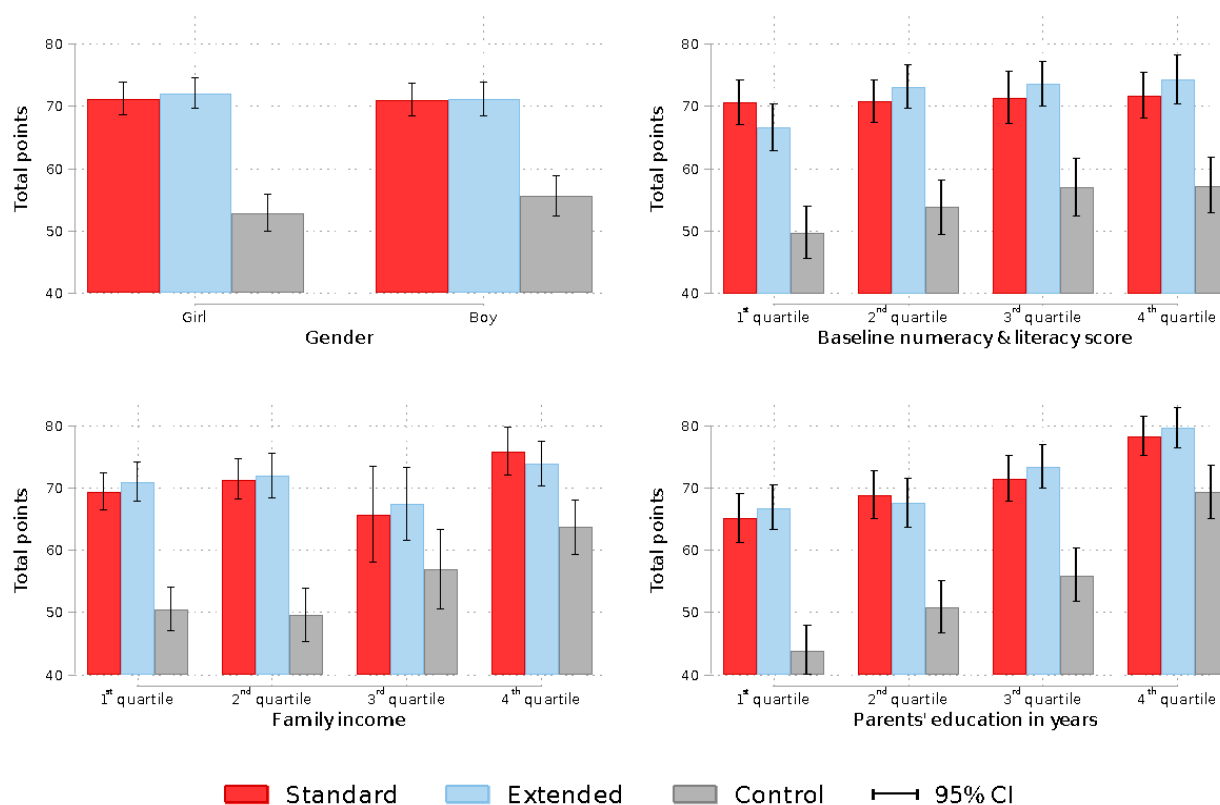 Total points
80
70
60
50
40
Girl
Boy
Gender
Total points
80
70
60
50
40
1st quartile
2nd quartile
3rd quartile
4th quartile
Baseline numeracy & literacy score
Total points
80
70
60
50
40
1st quartile
2nd quartile
3rd quartile
4th quartile
Family income
Total points
80
70
60
50
40
1st quartile
2nd quartile
3rd quartile
4th quartile
Parents' education in years
Standard Extended Control 95% CI